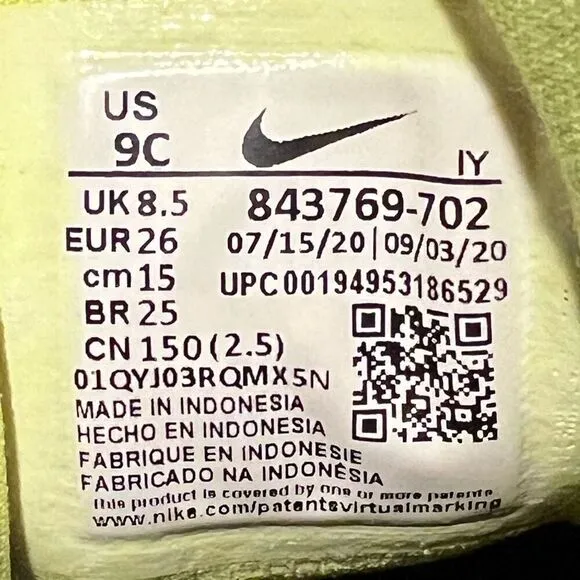 US
9C
IY
UK 8.5
843769-702
EUR 26
07/15/20 | 09/03/20
cm 15
UPC 00194953186529
BR 25
CN 150 (2.5)
01QYJ03RQMX5N
MADE IN INDONESIA
HECHO EN INDONESIA
FABRIQUE EN INDONESIE
FABRICADO NA INDONÉSIA
This product is covered by one or more patents
www.nike.com/patentsvirtualmarking